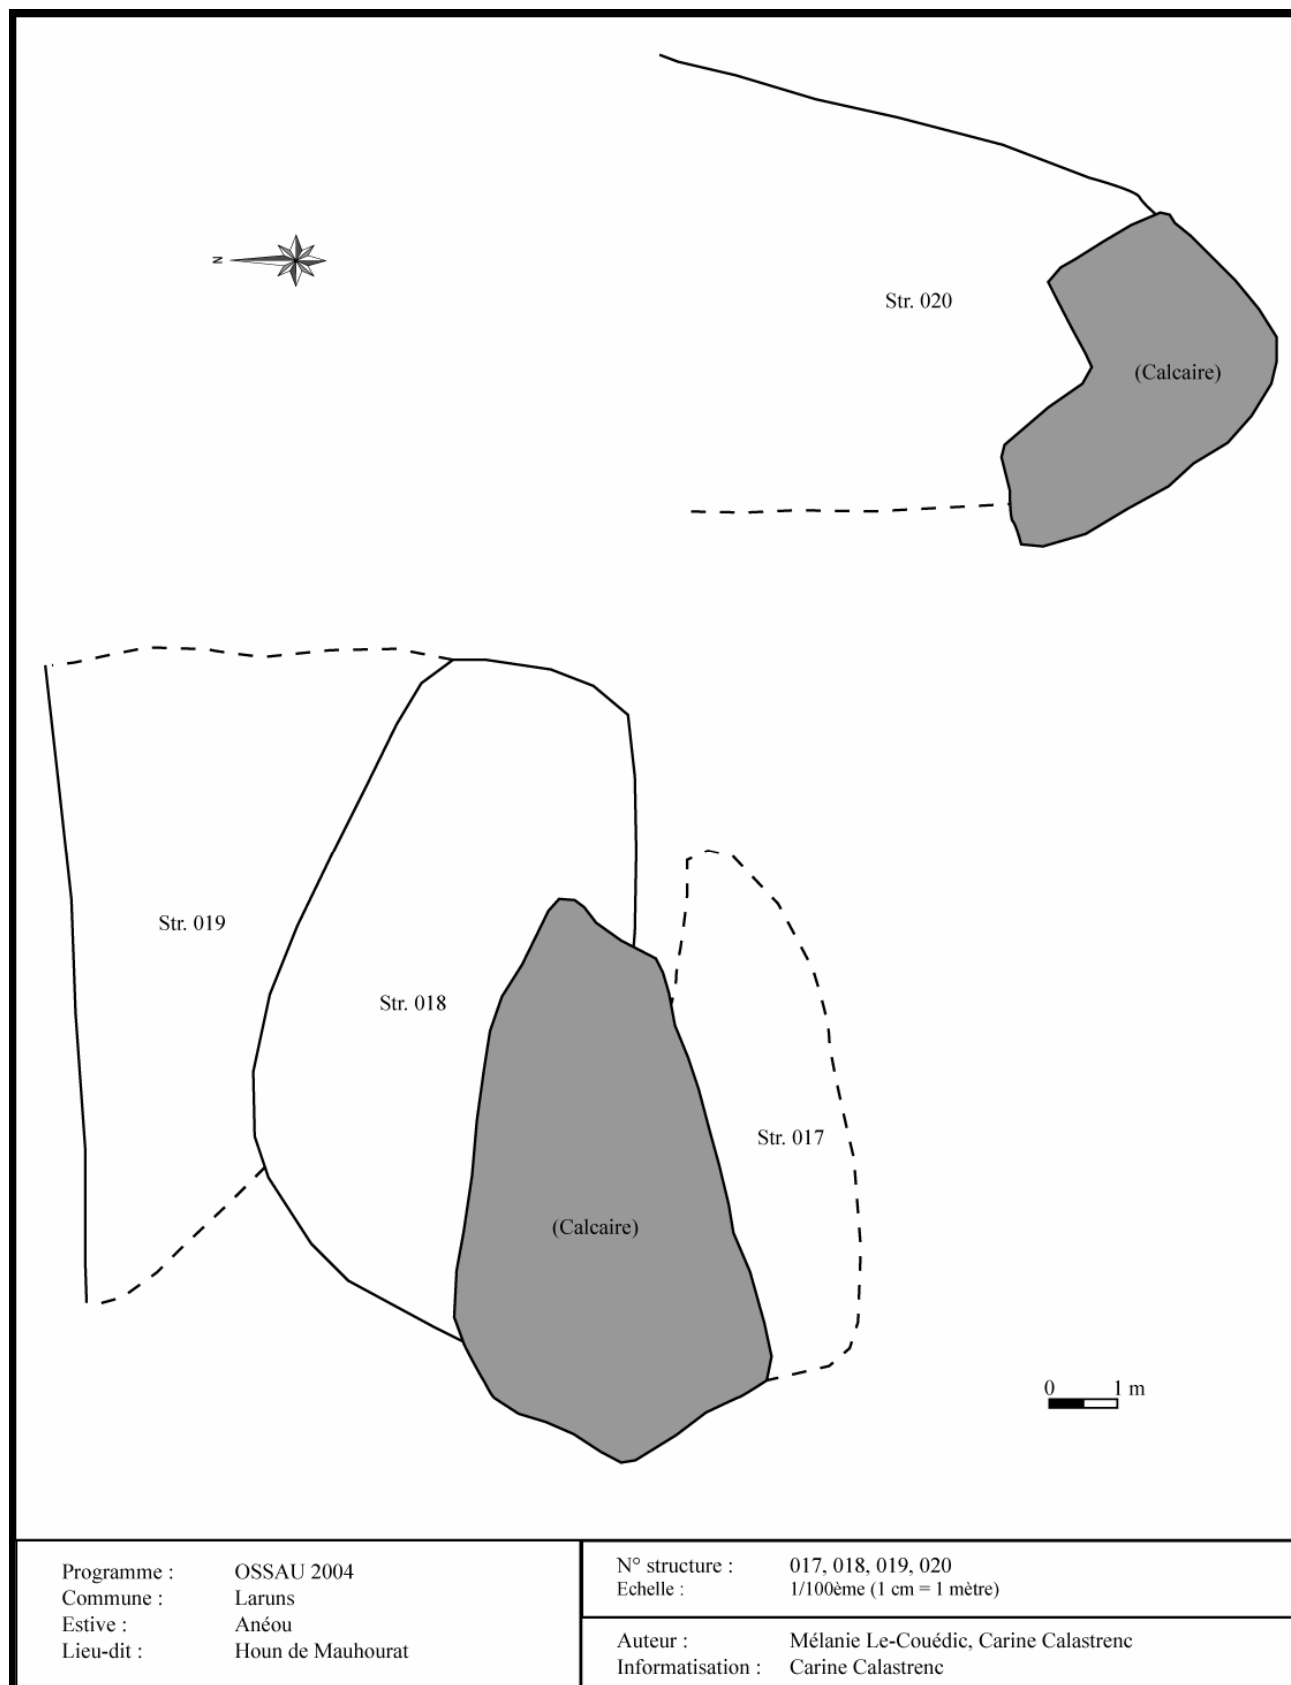 Str. 020
N
(Calcaire)
Str. 019
Str. 018
Str. 017
(Calcaire)
0 1 m
Programme : OSSAU 2004
Commune : Laruns
Estive : Anéou
Lieu-dit : Houn de Mauhourat
N° structure : 017, 018, 019, 020
Echelle : 1/100ème (1 cm = 1 mètre)
Auteur : Mélanie Le-Couédic, Carine Calastrenc
Informatisation : Carine Calastrenc